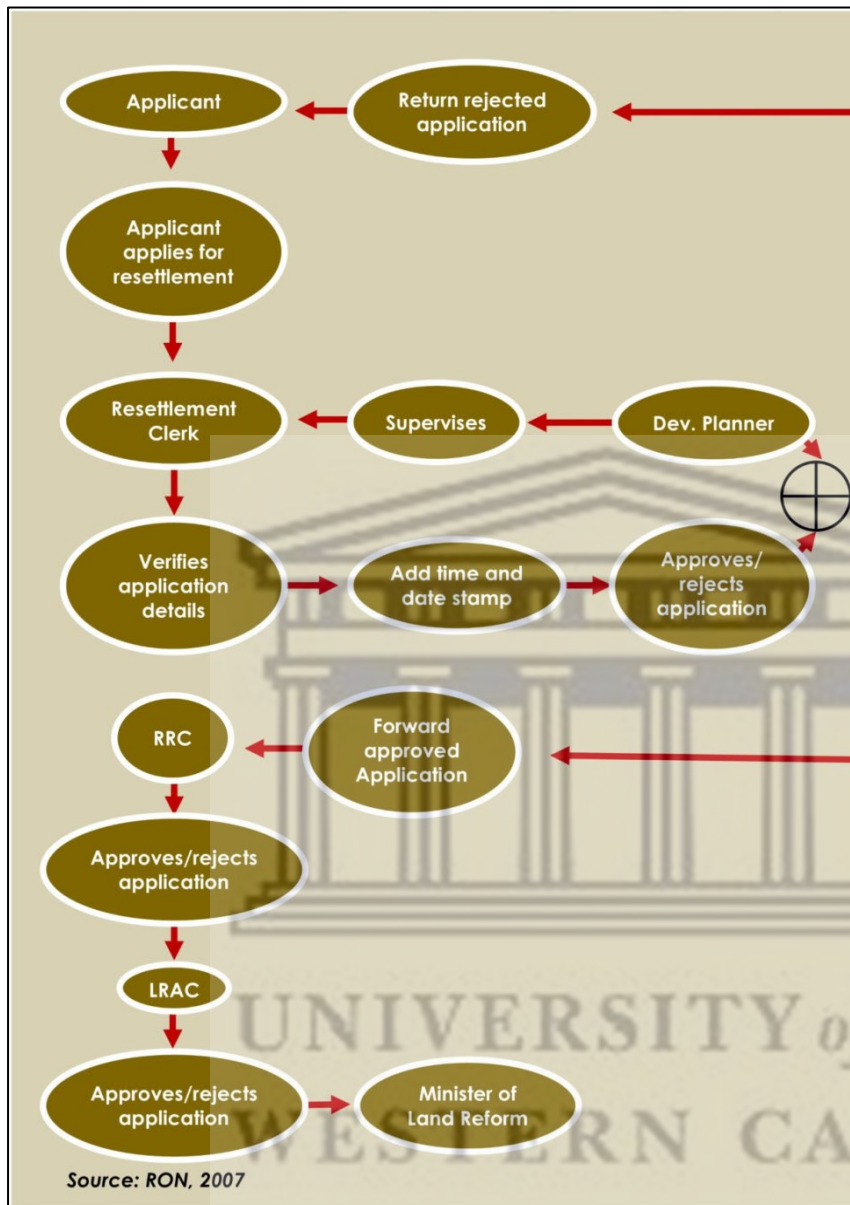 Applicant
Return rejected
application
Applicant
applies for
resettlement
Resettlement
Clerk
Supervises
Dev. Planner
Verifies
application
details
Add time and
date stamp
Approves/
rejects
application
RRC
Forward
approved
Application
Approves/rejects
application
LRAC
Approves/rejects
application
Minister of
Land Reform
UNIVERSITY of
WESTERN CA
Source: RON, 2007